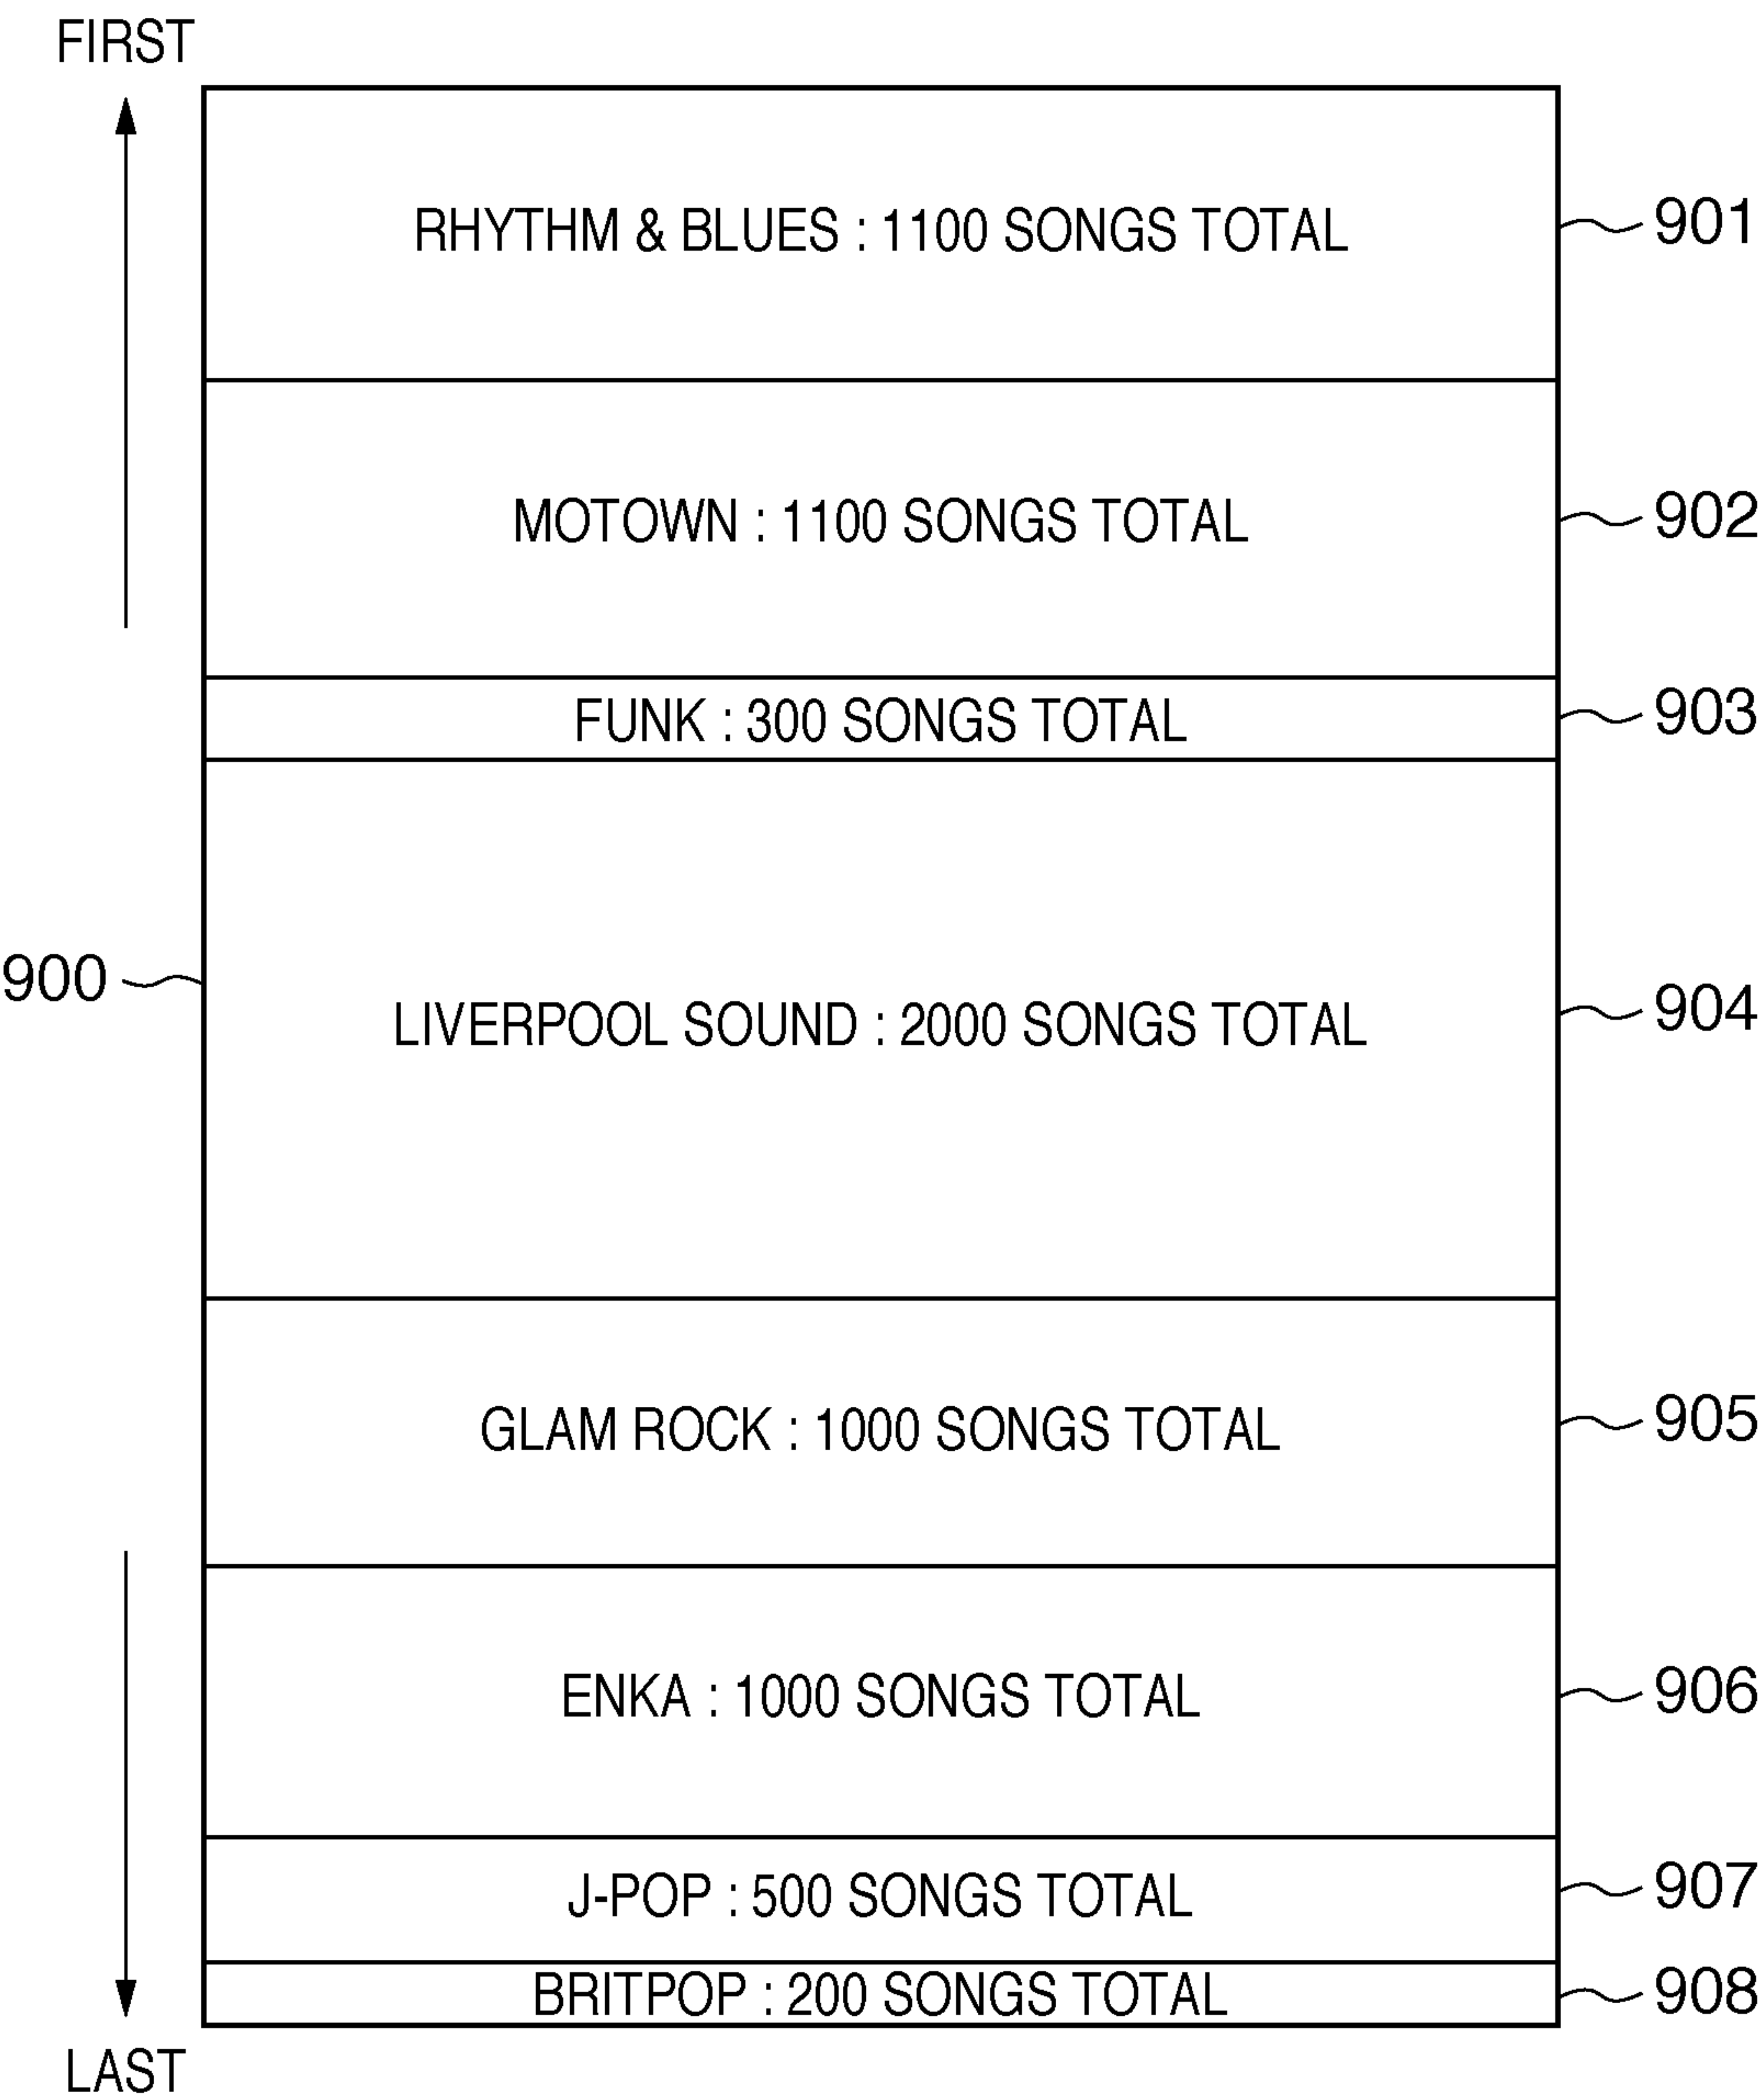 FIRST
RHYTHM & BLUES : 1100 SONGS TOTAL
901
MOTOWN : 1100 SONGS TOTAL
902
FUNK : 300 SONGS TOTAL
903
900
LIVERPOOL SOUND : 2000 SONGS TOTAL
904
GLAM ROCK : 1000 SONGS TOTAL
905
ENKA : 1000 SONGS TOTAL
906
J-POP : 500 SONGS TOTAL
907
BRITPOP : 200 SONGS TOTAL
908
LAST